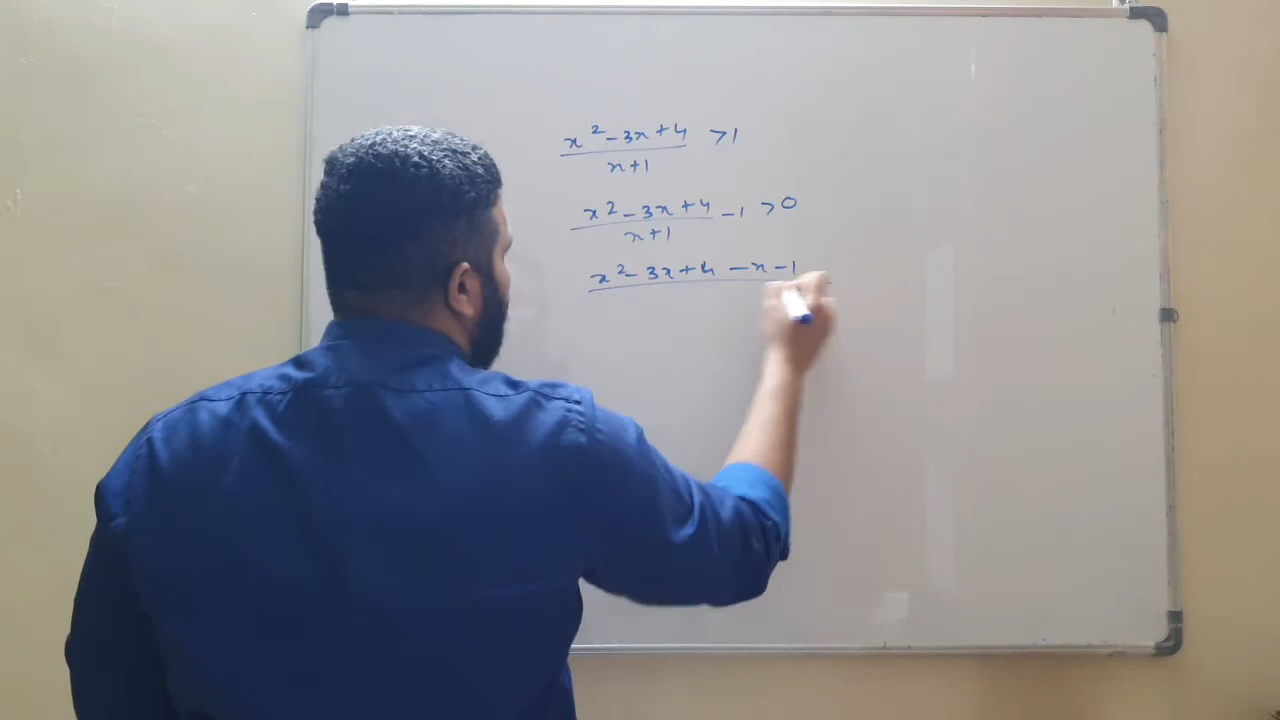 x² - 3x + 4 > 1
x + 1
x² - 3x + 4 - 1 > 0
x + 1
x² - 3x + 4 - x - 1